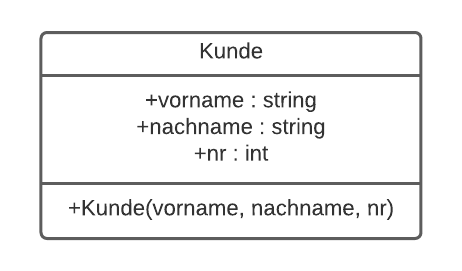 Kunde
+vorname : string
+nachname : string
+nr : int
+Kunde(vorname, nachname, nr)